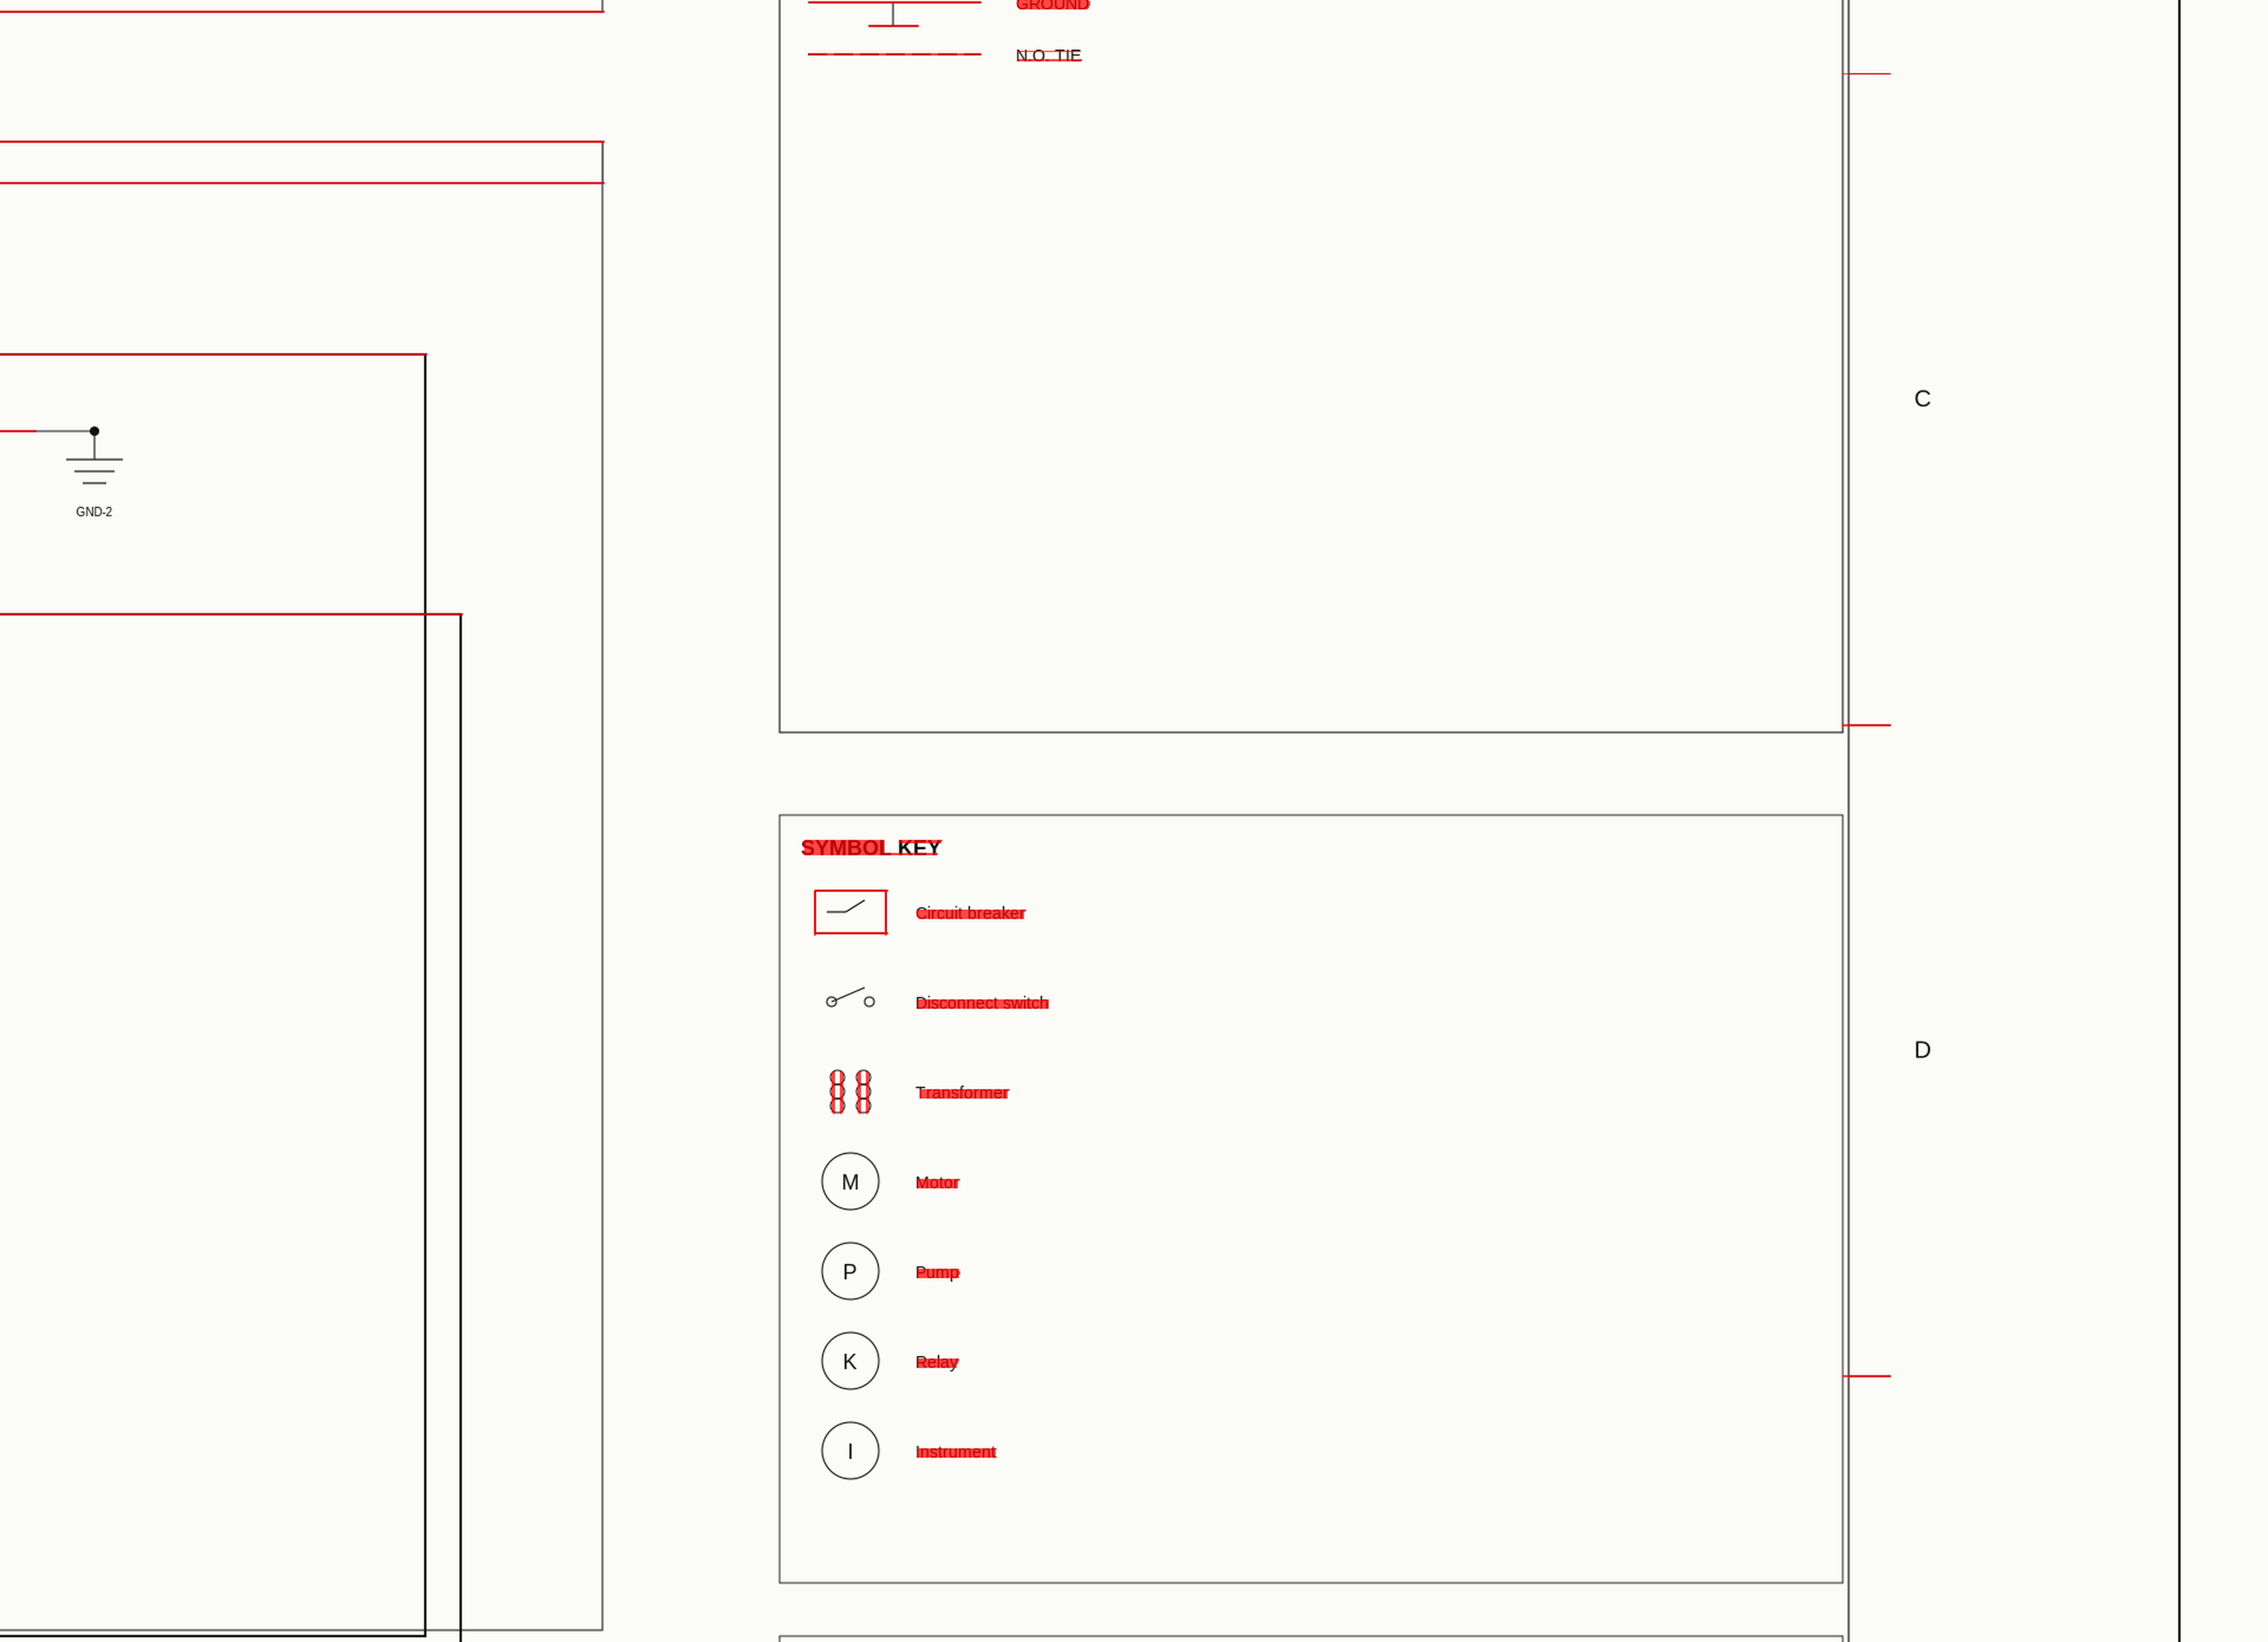 GROUND
N.O. TIE
C
GND-2
SYMBOL KEY
Circuit breaker
Disconnect switch
D
Transformer
M Motor
P Pump
K Relay
I Instrument